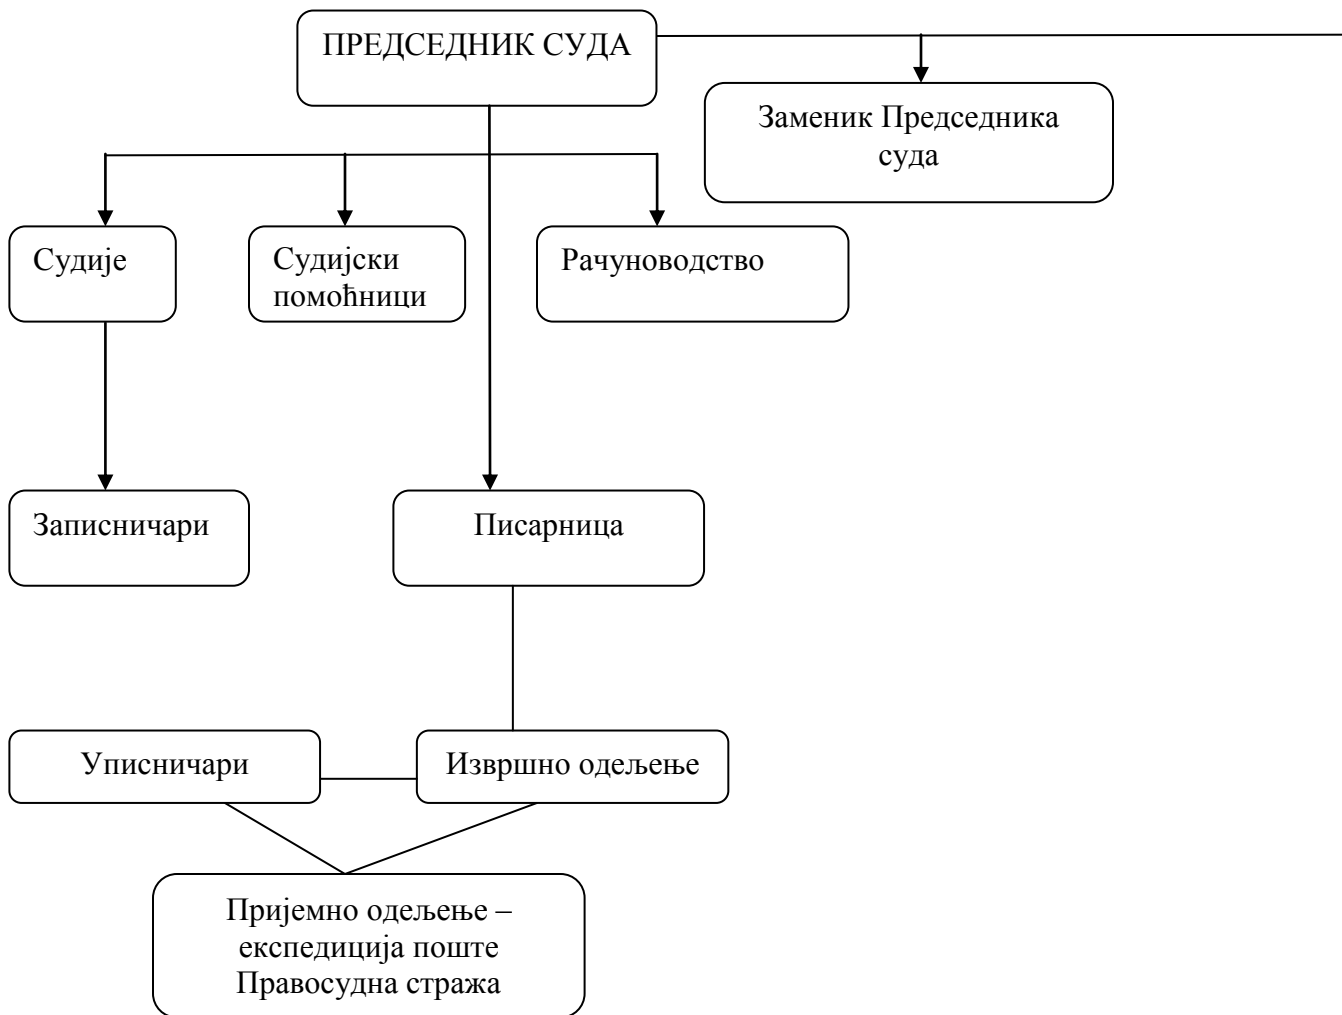 ПРЕДСЕДНИК СУДА
Заменик Председника
суда
Судије
Судијски
помоћници
Рачуноводство
Записничари
Писарница
Уписничари
Извршно одељење
Пријемно одељење –
експедиција поште
Правосудна стража